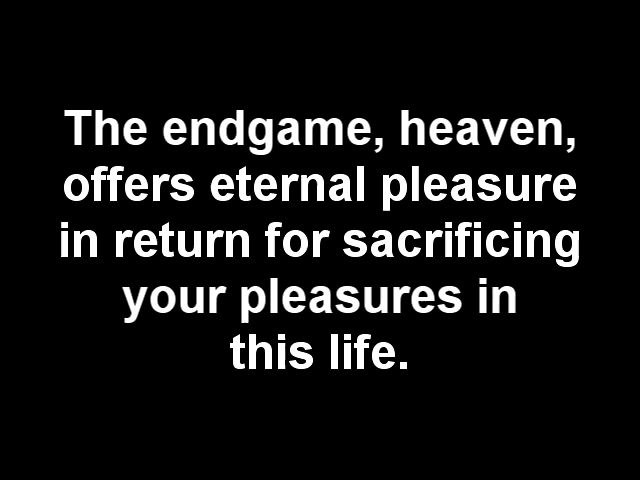 The endgame, heaven,
offers eternal pleasure
in return for sacrificing
your pleasures in
this life.